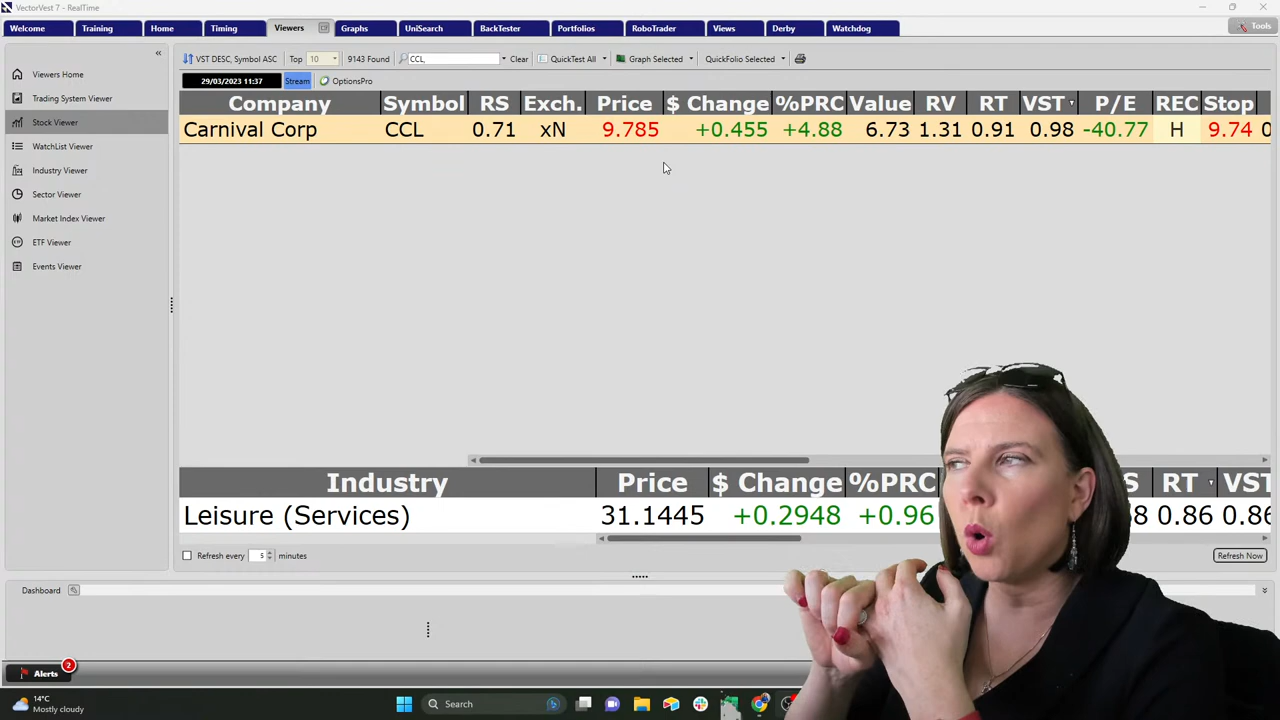 VectorVest 7 - RealTime
Welcome Training Home Timing Viewers Graphs UniSearch BackTester Portfolios RoboTrader Views Derby Watchdog
Tools
VST DESC, Symbol ASC Top 10 9143 Found CCL, Clear QuickTest All Graph Selected QuickFolio Selected
29/03/2023 11:37 Stream OptionsPro
Viewers Home
Trading System Viewer
Stock Viewer
WatchList Viewer
Industry Viewer
Sector Viewer
Market Index Viewer
ETF Viewer
Events Viewer
Company Symbol RS Exch. Price $ Change %PRC Value RV RT VST P/E REC Stop
Carnival Corp CCL 0.71 xN 9.785 +0.455 +4.88 6.73 1.31 0.91 0.98 -40.77 H 9.74 0
Industry Price $ Change %PRC S RT VST
Leisure (Services) 31.1445 +0.2948 +0.96 8 0.86 0.86
Refresh every 5 minutes Refresh Now
Dashboard
Alerts 2
14°C
Mostly cloudy
Search